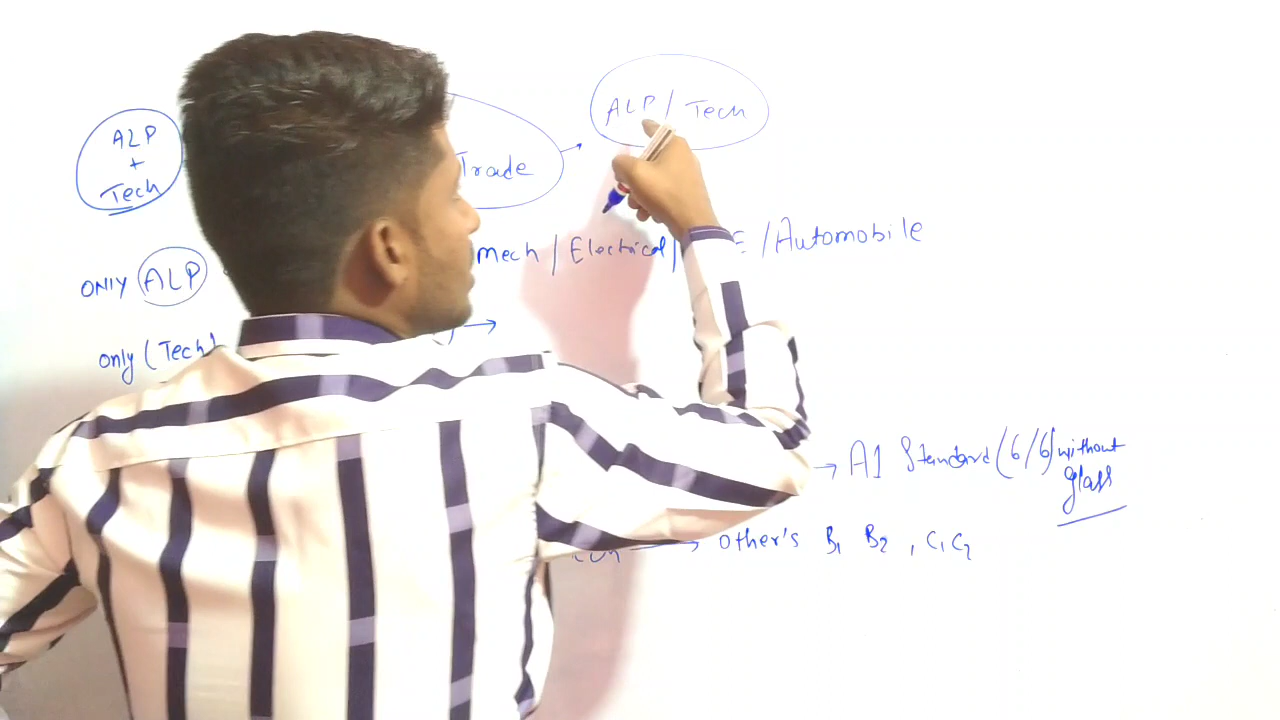 ALP
+
Tech
Trade
ALP / Tech
ONLY ALP
Mech / Electrical / E / Automobile
only (Tech) →
→ A1 Standard (6/6) without
glass
→ other's B1 B2 , C1 C2